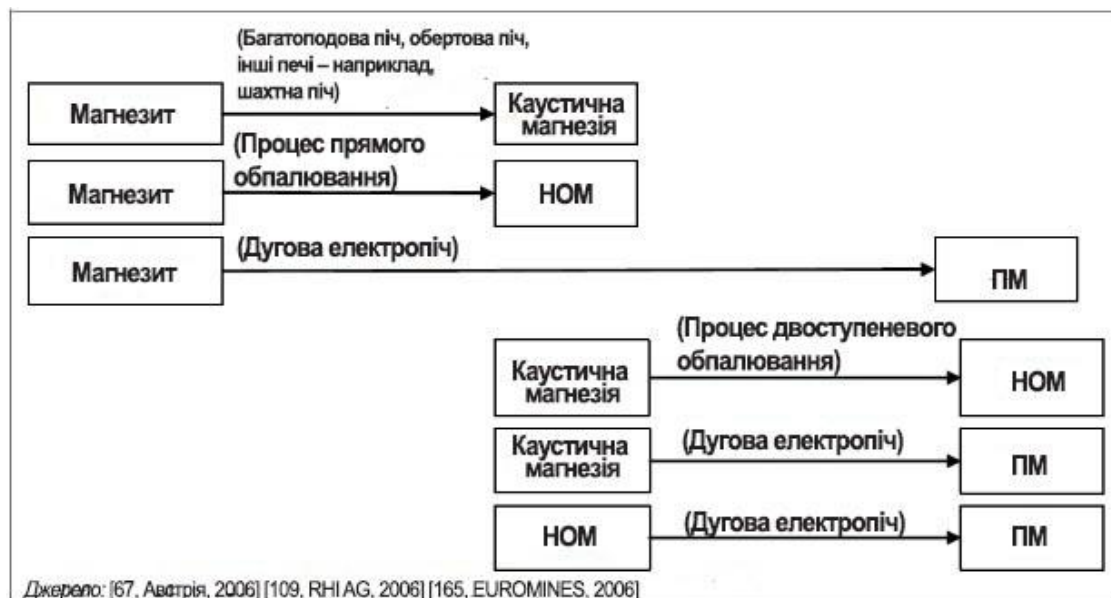 (Багатоподова піч, обертова піч,
інші печі – наприклад,
шахтна піч)
Магнезит
Каустична
магнезія
(Процес прямого
обпалювання)
Магнезит
НОМ
Магнезит
(Дугова електропіч)
ПМ
(Процес двоступеневого
обпалювання)
Каустична
магнезія
НОМ
Каустична
магнезія
(Дугова електропіч)
ПМ
НОМ
(Дугова електропіч)
ПМ
Джерело: [67, Австрія, 2006] [109, RHI AG, 2006] [165, EUROMINES, 2006]